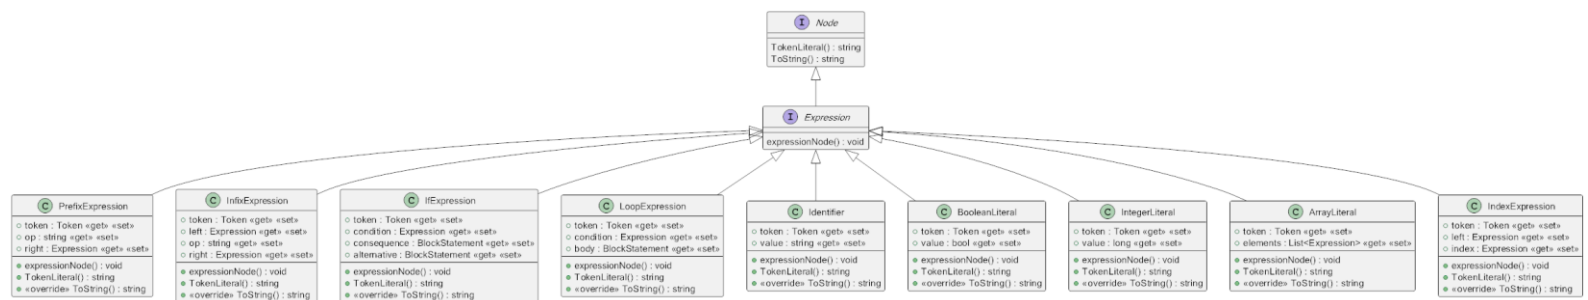 I Node
TokenLiteral() : string
ToString() : string
I Expression
expressionNode() : void
C PrefixExpression
token : Token «get» «set»
op : string «get» «set»
right : Expression «get» «set»
expressionNode() : void
TokenLiteral() : string
«override» ToString() : string
C InfixExpression
token : Token «get» «set»
left : Expression «get» «set»
op : string «get» «set»
right : Expression «get» «set»
expressionNode() : void
TokenLiteral() : string
«override» ToString() : string
C IfExpression
token : Token «get» «set»
condition : Expression «get» «set»
consequence : BlockStatement «get» «set»
alternative : BlockStatement «get» «set»
expressionNode() : void
TokenLiteral() : string
«override» ToString() : string
C LoopExpression
token : Token «get» «set»
condition : Expression «get» «set»
body : BlockStatement «get» «set»
expressionNode() : void
TokenLiteral() : string
«override» ToString() : string
C Identifier
token : Token «get» «set»
value : string «get» «set»
expressionNode() : void
TokenLiteral() : string
«override» ToString() : string
C BooleanLiteral
token : Token «get» «set»
value : bool «get» «set»
expressionNode() : void
TokenLiteral() : string
«override» ToString() : string
C IntegerLiteral
token : Token «get» «set»
value : long «get» «set»
expressionNode() : void
TokenLiteral() : string
«override» ToString() : string
C ArrayLiteral
token : Token «get» «set»
elements : List<Expression> «get» «set»
expressionNode() : void
TokenLiteral() : string
«override» ToString() : string
C IndexExpression
token : Token «get» «set»
left : Expression «get» «set»
index : Expression «get» «set»
expressionNode() : void
TokenLiteral() : string
«override» ToString() : string